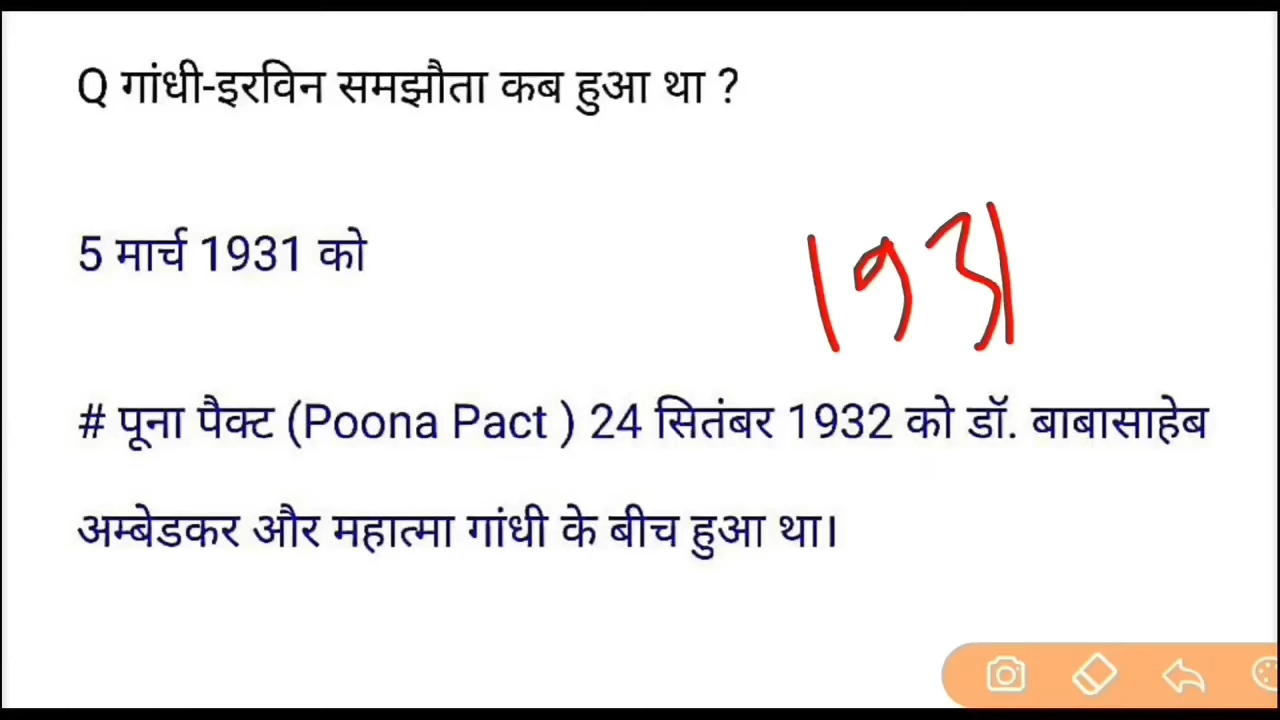 Q गांधी-इरविन समझौता कब हुआ था ?
5 मार्च 1931 को
1931
# पूना पैक्ट (Poona Pact ) 24 सितंबर 1932 को डॉ. बाबासाहेब
अम्बेडकर और महात्मा गांधी के बीच हुआ था।